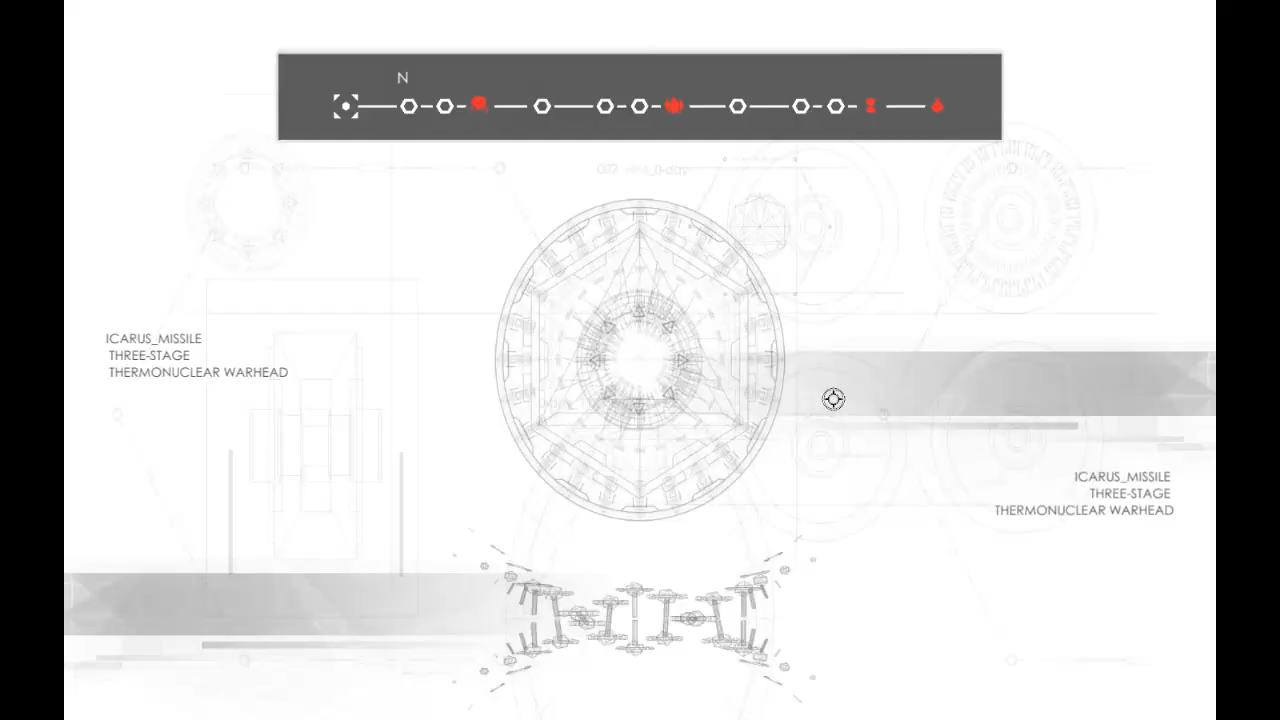 N
ICARUS_MISSILE
THREE-STAGE
THERMONUCLEAR WARHEAD
ICARUS_MISSILE
THREE-STAGE
THERMONUCLEAR WARHEAD